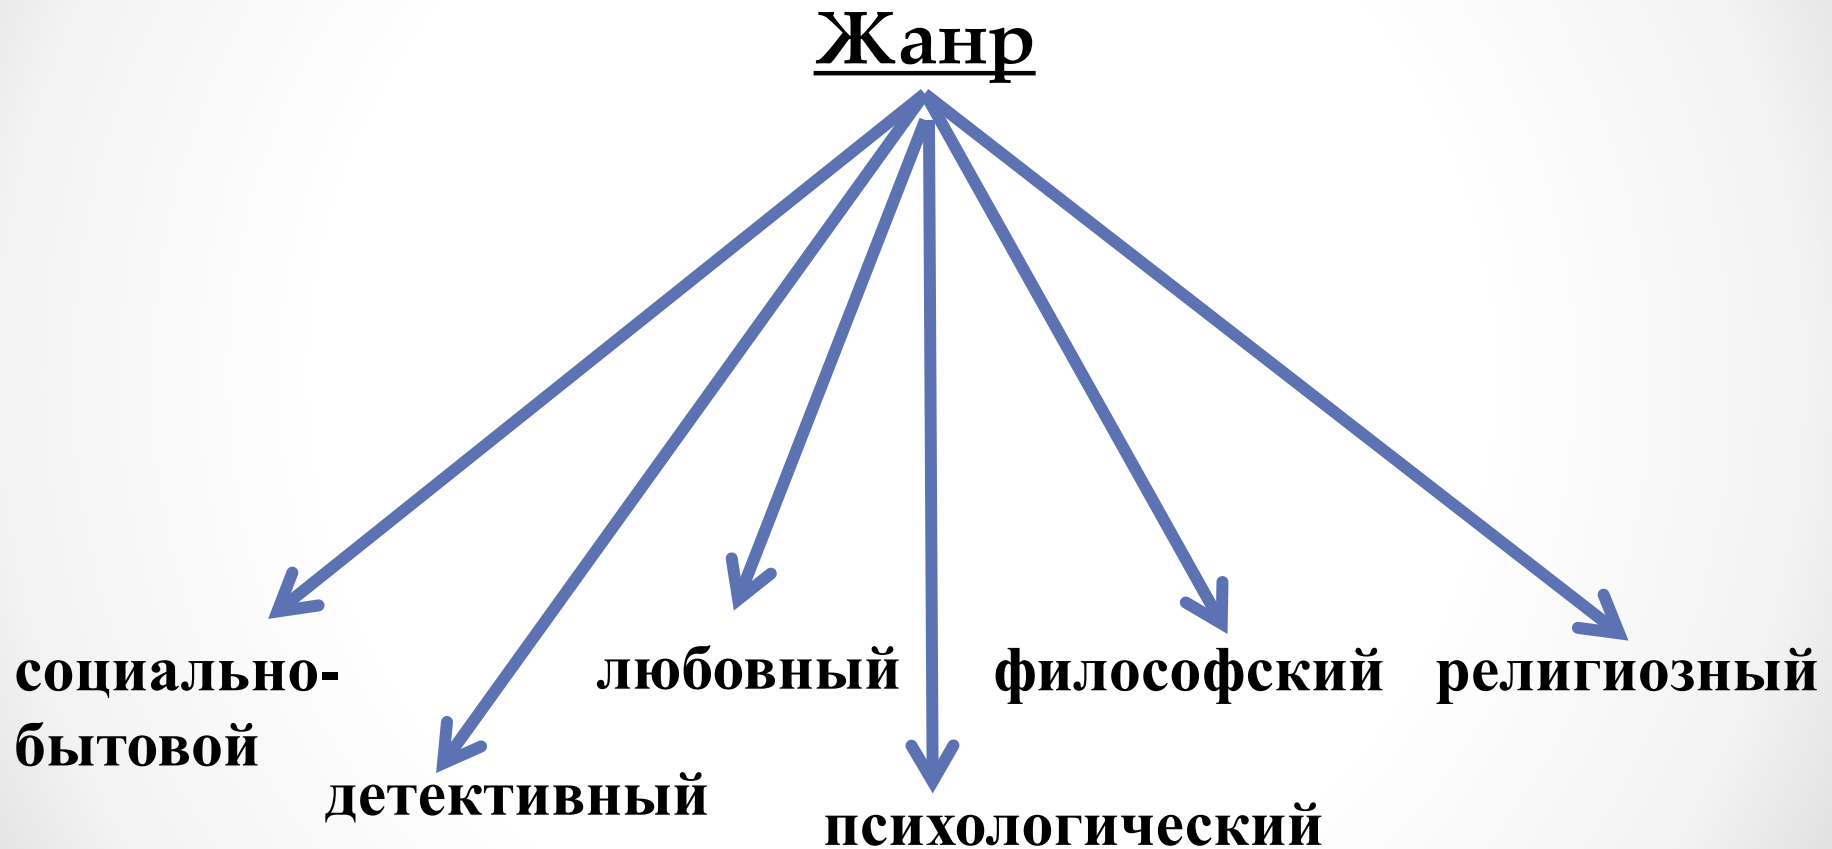 Жанр
социально-
бытовой
детективный
любовный
психологический
философский
религиозный